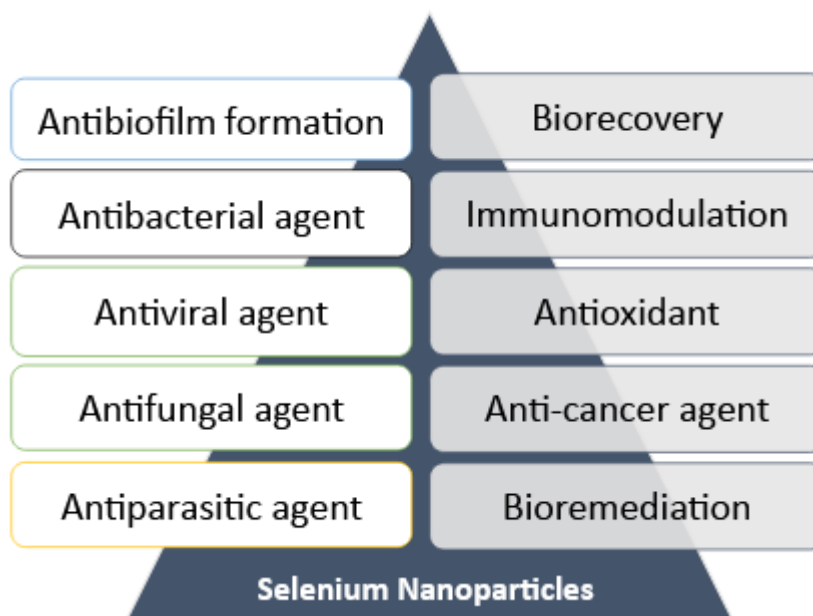 Antibiofilm formation
Biorecovery
Antibacterial agent
Immunomodulation
Antiviral agent
Antioxidant
Antifungal agent
Anti-cancer agent
Antiparasitic agent
Bioremediation
Selenium Nanoparticles